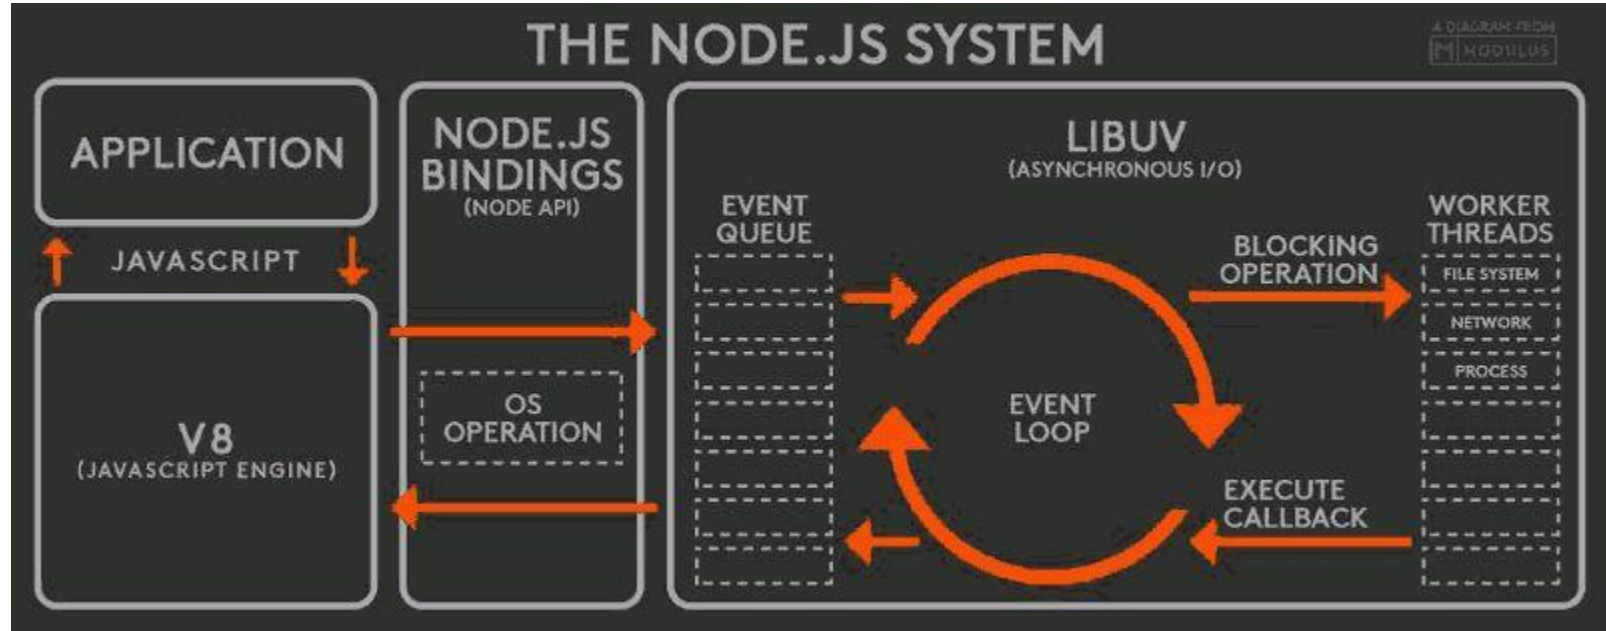 THE NODE.JS SYSTEM
A DIAGRAM FROM
MODULUS
APPLICATION
JAVASCRIPT
V8
(JAVASCRIPT ENGINE)
NODE.JS
BINDINGS
(NODE API)
OS
OPERATION
LIBUV
(ASYNCHRONOUS I/O)
EVENT
QUEUE
EVENT
LOOP
BLOCKING
OPERATION
EXECUTE
CALLBACK
WORKER
THREADS
FILE SYSTEM
NETWORK
PROCESS